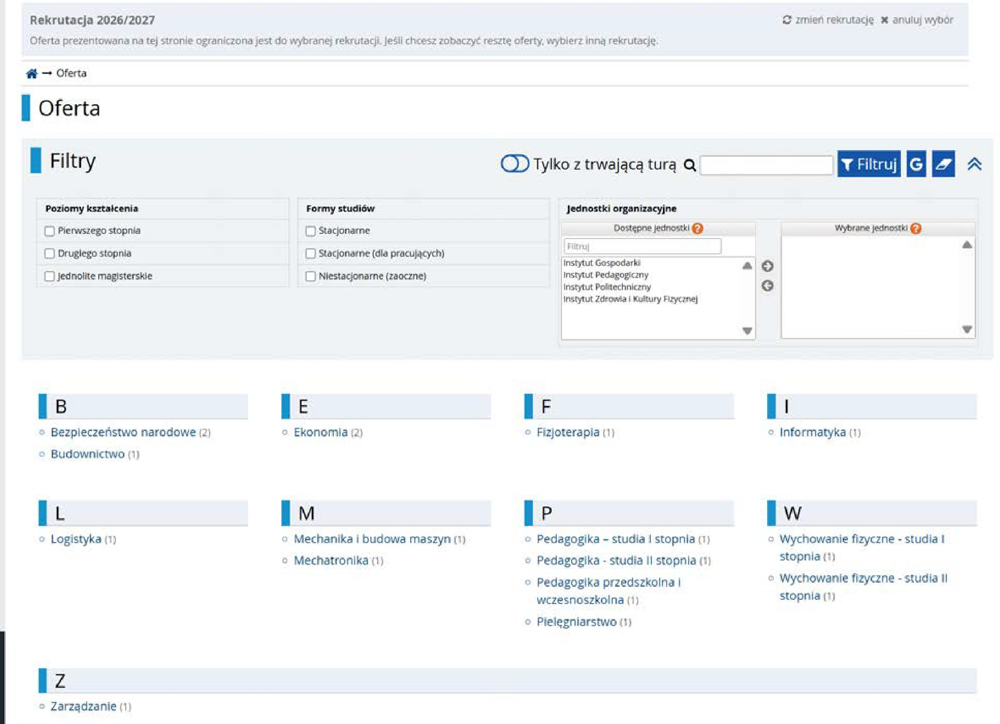 Rekrutacja 2026/2027
zmień rekrutację anuluj wybór
Oferta prezentowana na tej stronie ograniczona jest do wybranej rekrutacji. Jeśli chcesz zobaczyć resztę oferty, wybierz inną rekrutację.
→ Oferta
Oferta
Filtry
Tylko z trwającą turą
Filtruj
G
Poziomy kształcenia
Pierwszego stopnia
Drugiego stopnia
Jednolite magisterskie
Formy studiów
Stacjonarne
Stacjonarne (dla pracujących)
Niestacjonarne (zaoczne)
Jednostki organizacyjne
Dostępne jednostki ?
Filtruj
Instytut Gospodarki
Instytut Pedagogiczny
Instytut Politechniczny
Instytut Zdrowia i Kultury Fizycznej
Wybrane jednostki ?
B
Bezpieczeństwo narodowe (2)
Budownictwo (1)
E
Ekonomia (2)
F
Fizjoterapia (1)
I
Informatyka (1)
L
Logistyka (1)
M
Mechanika i budowa maszyn (1)
Mechatronika (1)
P
Pedagogika – studia I stopnia (1)
Pedagogika - studia II stopnia (1)
Pedagogika przedszkolna i
wczesnoszkolna (1)
Pielęgniarstwo (1)
W
Wychowanie fizyczne - studia I
stopnia (1)
Wychowanie fizyczne - studia II
stopnia (1)
Z
Zarządzanie (1)